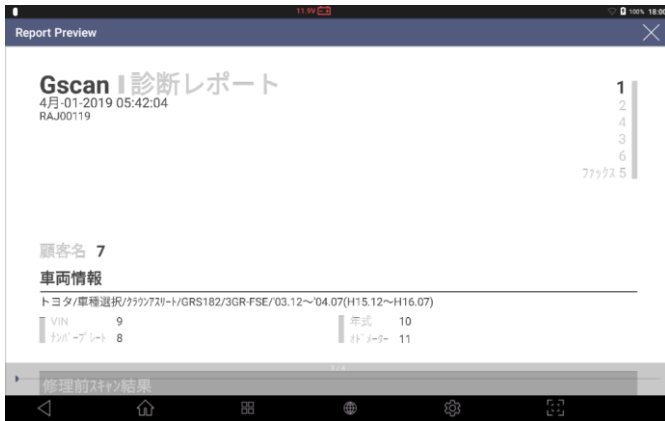 11.9V
100% 18:00
Report Preview
Gscan 診断レポート
4月-01-2019 05:42:04
RAJ00119
1
2
4
3
6
ﾌｧｯｸｽ 5
顧客名 7
車両情報
トヨタ/車種選択/ｸﾗｳﾝｱｽﾘｰﾄ/GRS182/3GR-FSE/'03.12～'04.07(H15.12～H16.07)
VIN 9
年式 10
ﾅﾝﾊﾞｰﾌﾟﾚｰﾄ 8
ｵﾄﾞﾒｰﾀｰ 11
1 / 4
修理前ｽｷｬﾝ結果